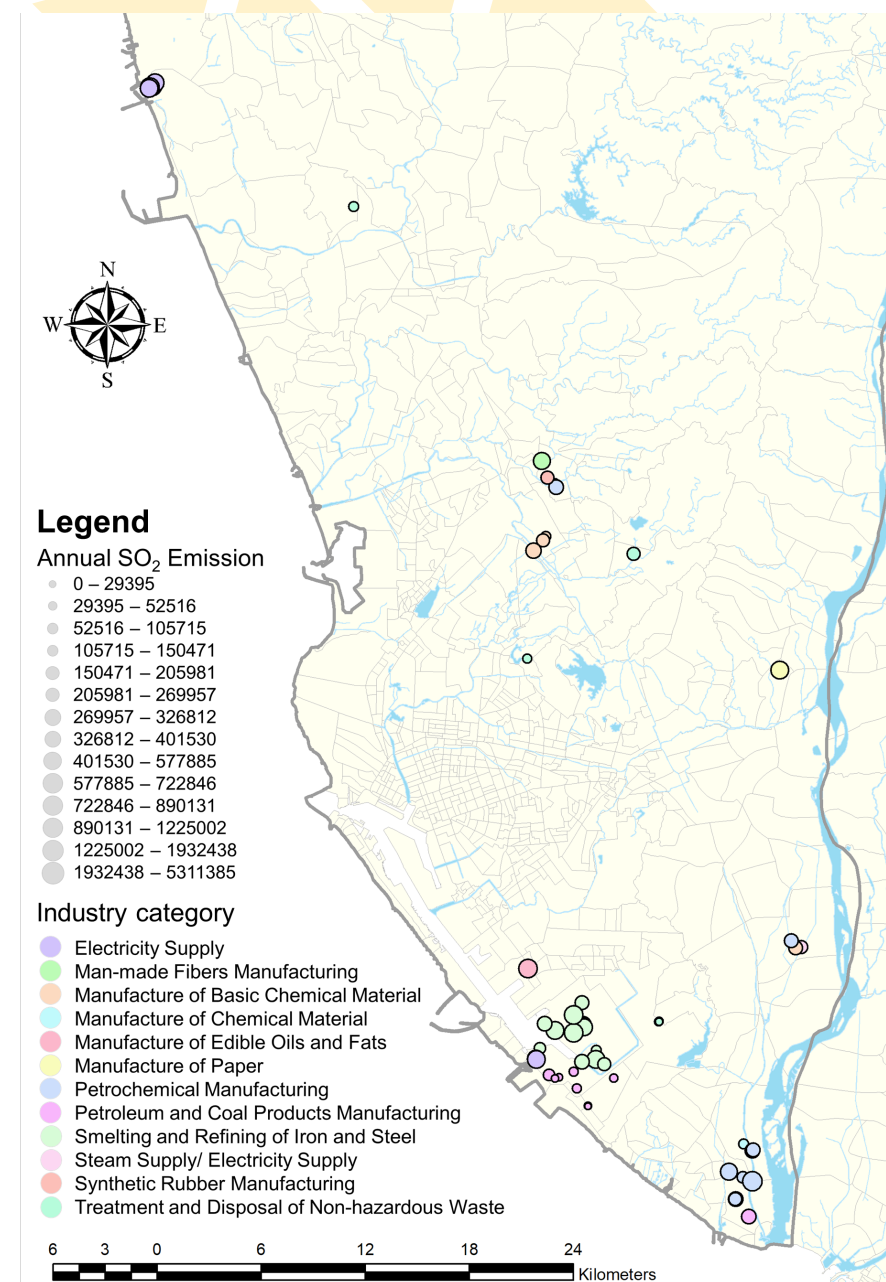 N
W E
S
Legend
Annual SO₂ Emission
0 – 29395
29395 – 52516
52516 – 105715
105715 – 150471
150471 – 205981
205981 – 269957
269957 – 326812
326812 – 401530
401530 – 577885
577885 – 722846
722846 – 890131
890131 – 1225002
1225002 – 1932438
1932438 – 5311385
Industry category
Electricity Supply
Man-made Fibers Manufacturing
Manufacture of Basic Chemical Material
Manufacture of Chemical Material
Manufacture of Edible Oils and Fats
Manufacture of Paper
Petrochemical Manufacturing
Petroleum and Coal Products Manufacturing
Smelting and Refining of Iron and Steel
Steam Supply/ Electricity Supply
Synthetic Rubber Manufacturing
Treatment and Disposal of Non-hazardous Waste
6 3 0 6 12 18 24
Kilometers